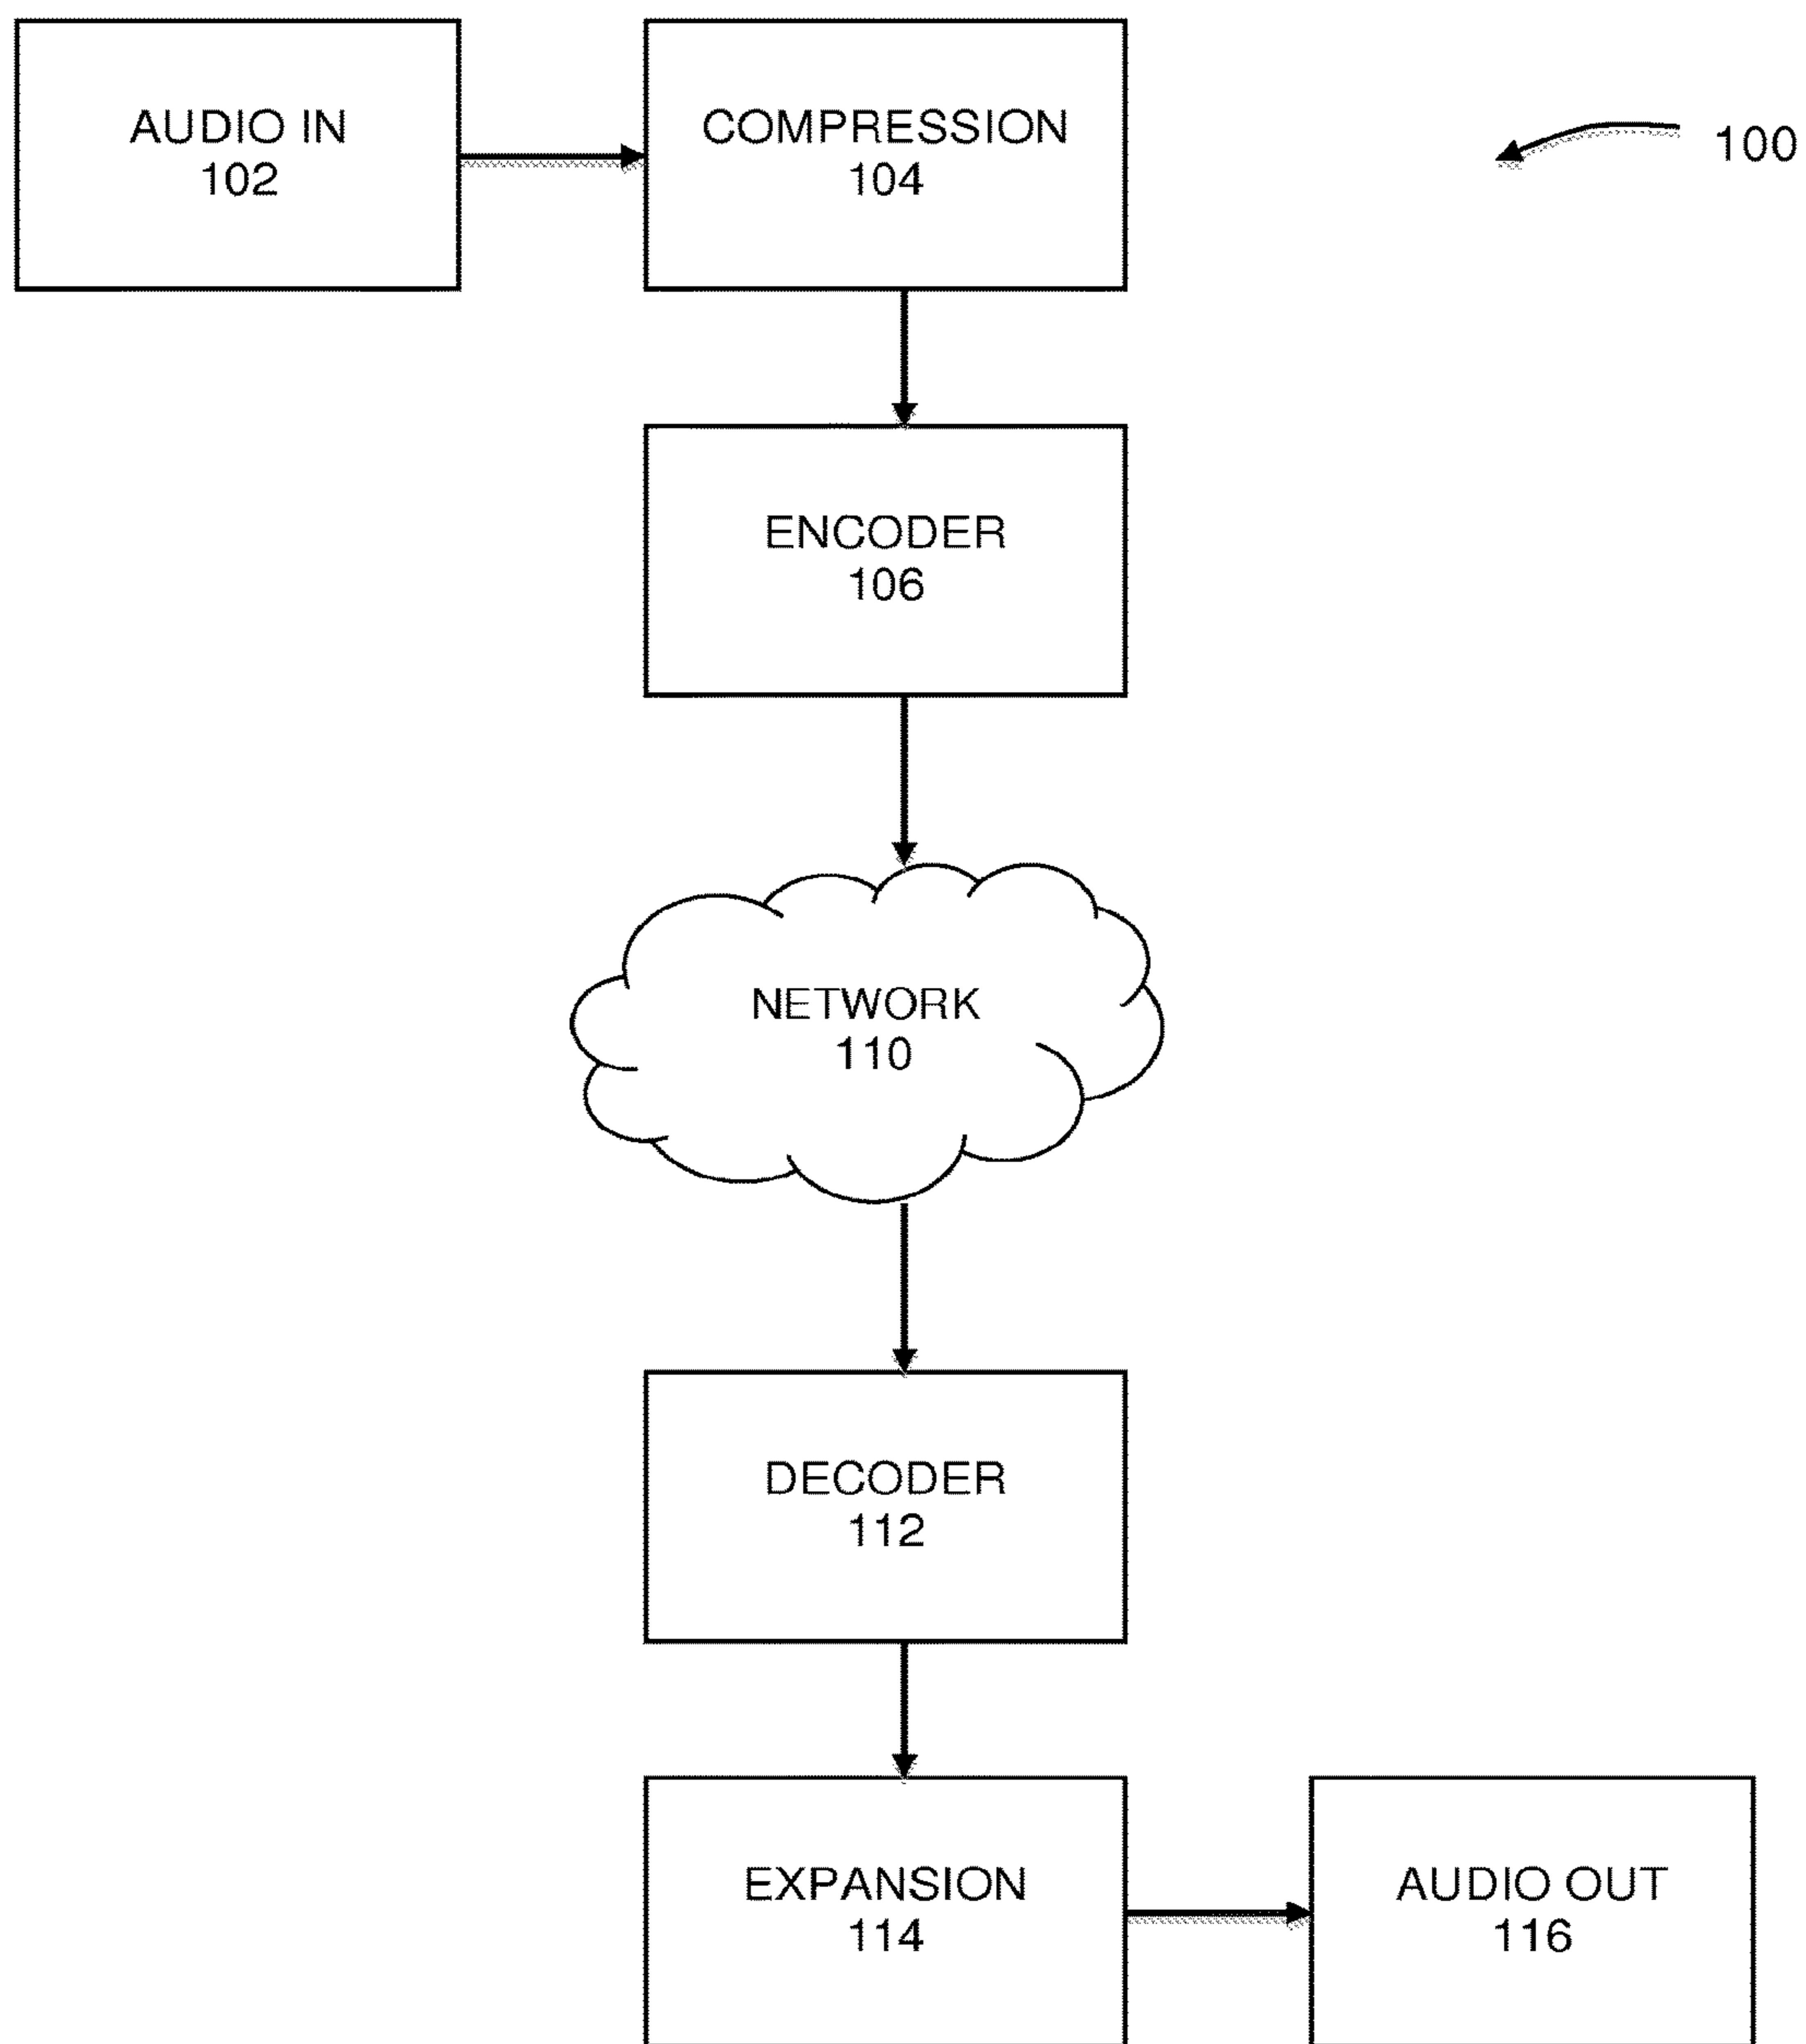 AUDIO IN
102
COMPRESSION
104
100
ENCODER
106
NETWORK
110
DECODER
112
EXPANSION
114
AUDIO OUT
116